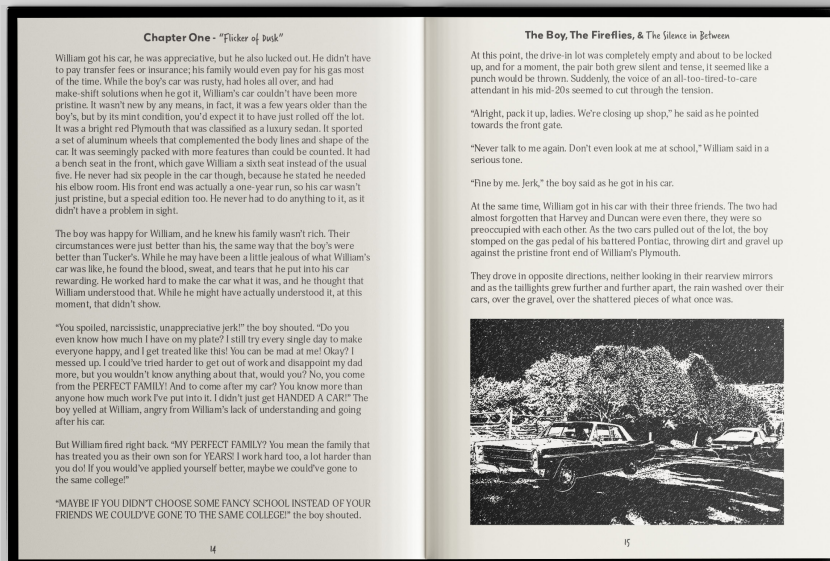 Chapter One - "Flicker of Dusk"
William got his car, he was appreciative, but he also lucked out. He didn't have
to pay transfer fees or insurance; his family would even pay for his gas most
of the time. While the boy's car was rusty, had holes all over, and had
make-shift solutions when he got it, William's car couldn't have been more
pristine. It wasn't new by any means, in fact, it was a few years older than the
boy's, but by its mint condition, you'd expect it to have just rolled off the lot.
It was a bright red Plymouth that was classified as a luxury sedan. It sported
a set of aluminum wheels that complemented the body lines and shape of the
car. It was seemingly packed with more features than could be counted. It had
a bench seat in the front, which gave William a sixth seat instead of the usual
five. He never had six people in the car though, because he stated he needed
his elbow room. His front end was actually a one-year run, so his car wasn't
just pristine, but a special edition too. He never had to do anything to it, as it
didn't have a problem in sight.
The boy was happy for William, and he knew his family wasn't rich. Their
circumstances were just better than his, the same way that the boy's were
better than Tucker's. While he may have been a little jealous of what William's
car was like, he found the blood, sweat, and tears that he put into his car
rewarding. He worked hard to make the car what it was, and he thought that
William understood that. While he might have actually understood it, at this
moment, that didn't show.
"You spoiled, narcissistic, unappreciative jerk!" the boy shouted. "Do you
even know how much I have on my plate? I still try every single day to make
everyone happy, and I get treated like this! You can be mad at me! Okay? I
messed up. I could've tried harder to get out of work and disappoint my dad
more, but you wouldn't know anything about that, would you? No, you come
from the PERFECT FAMILY! And to come after my car? You know more than
anyone how much work I've put into it. I didn't just get HANDED A CAR!" The
boy yelled at William, angry from William's lack of understanding and going
after his car.
But William fired right back. "MY PERFECT FAMILY? You mean the family that
has treated you as their own son for YEARS! I work hard too, a lot harder than
you do! If you would've applied yourself better, maybe we could've gone to
the same college!"
"MAYBE IF YOU DIDN'T CHOOSE SOME FANCY SCHOOL INSTEAD OF YOUR
FRIENDS WE COULD'VE GONE TO THE SAME COLLEGE!" the boy shouted.
14
The Boy, The Fireflies, & The Silence in Between
At this point, the drive-in lot was completely empty and about to be locked
up, and for a moment, the pair both grew silent and tense, it seemed like a
punch would be thrown. Suddenly, the voice of an all-too-tired-to-care
attendant in his mid-20s seemed to cut through the tension.
"Alright, pack it up, ladies. We're closing up shop," he said as he pointed
towards the front gate.
"Never talk to me again. Don't even look at me at school," William said in a
serious tone.
"Fine by me. Jerk," the boy said as he got in his car.
At the same time, William got in his car with their three friends. The two had
almost forgotten that Harvey and Duncan were even there, they were so
preoccupied with each other. As the two cars pulled out of the lot, the boy
stomped on the gas pedal of his battered Pontiac, throwing dirt and gravel up
against the pristine front end of William's Plymouth.
They drove in opposite directions, neither looking in their rearview mirrors
and as the taillights grew further and further apart, the rain washed over their
cars, over the gravel, over the shattered pieces of what once was.
15